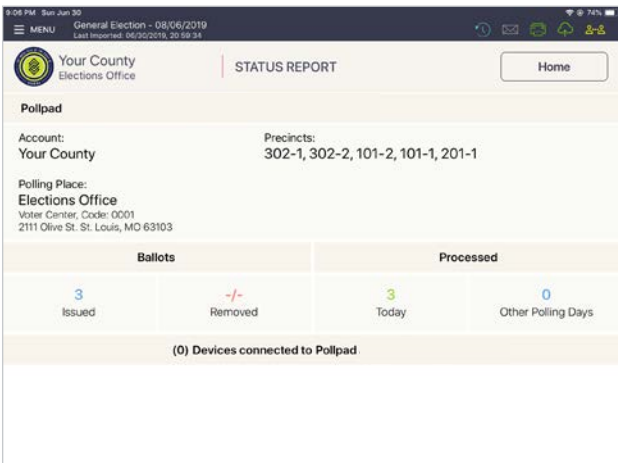 9:06 PM Sun Jun 30 74%
MENU General Election - 08/06/2019
Last Imported: 06/30/2019, 20:59:34
Your County
Elections Office
STATUS REPORT
Home
Pollpad
Account:
Your County
Precincts:
302-1, 302-2, 101-2, 101-1, 201-1
Polling Place:
Elections Office
Voter Center, Code: 0001
2111 Olive St. St. Louis, MO 63103
Ballots Processed
3 -/- 3 0
Issued Removed Today Other Polling Days
(0) Devices connected to Pollpad